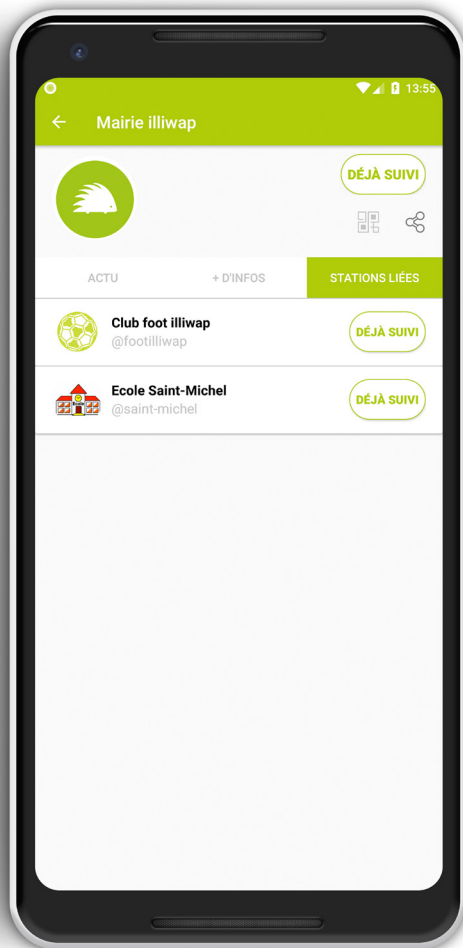 13:55
Mairie illiwap
DÉJÀ SUIVI
ACTU
+ D'INFOS
STATIONS LIÉES
Club foot illiwap
@footilliwap
DÉJÀ SUIVI
Ecole
Ecole Saint-Michel
@saint-michel
DÉJÀ SUIVI